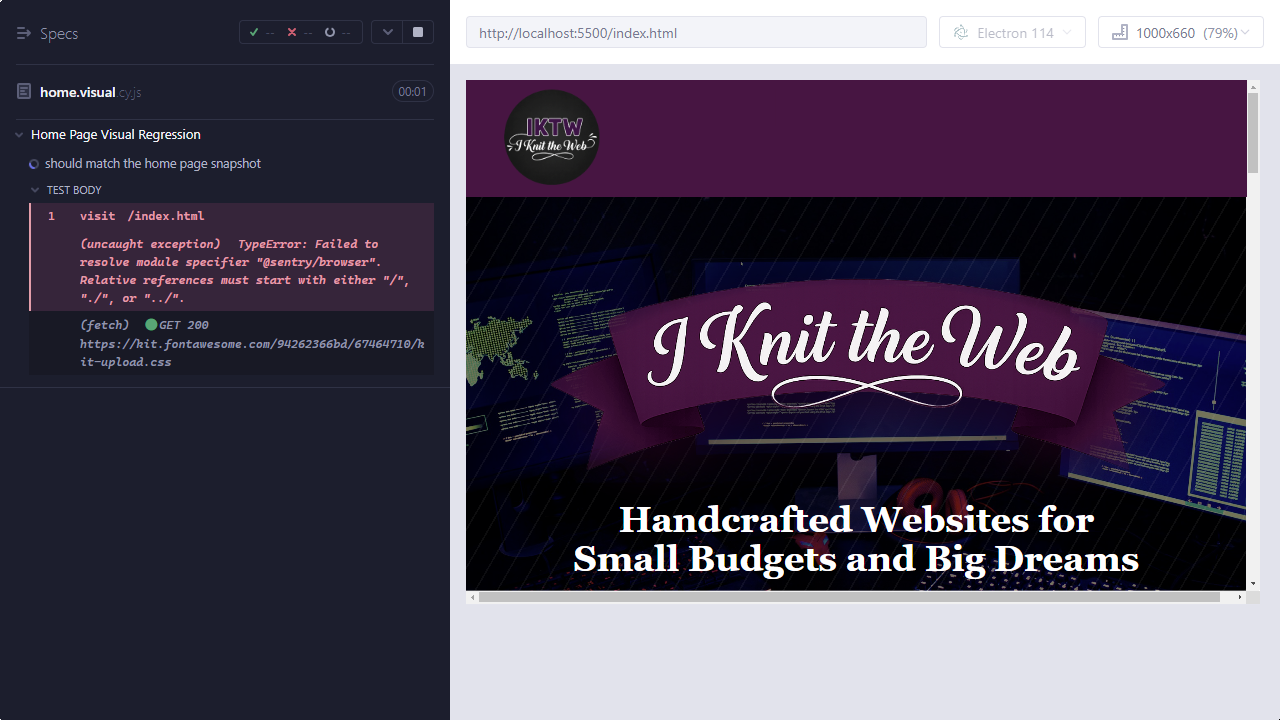 Specs
--
--
--
home.visual.cy.js
00:01
Home Page Visual Regression
should match the home page snapshot
TEST BODY
1 visit /index.html
(uncaught exception) TypeError: Failed to
resolve module specifier "@sentry/browser".
Relative references must start with either "/",
"./", or "../".
(fetch) GET 200
https://kit.fontawesome.com/94262366bd/67464710/k
it-upload.css
http://localhost:5500/index.html
Electron 114
1000x660 (79%)
IKTW
I Knit the Web
I Knit the Web
Handcrafted Websites for
Small Budgets and Big Dreams